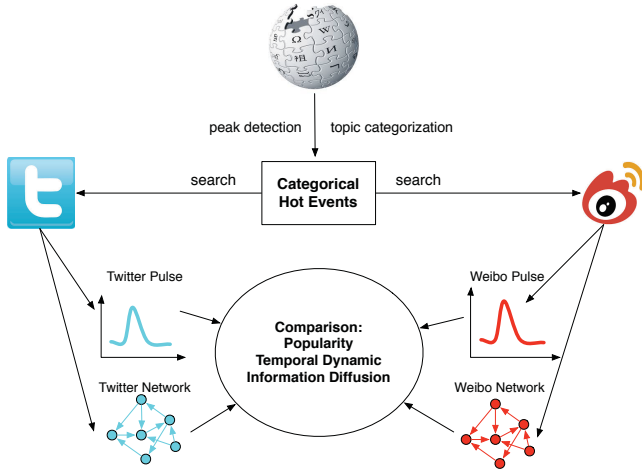 Ω
W
И
祖
peak detection
topic categorization
search
Categorical
Hot Events
search
t
Twitter Pulse
Weibo Pulse
Comparison:
Popularity
Temporal Dynamic
Information Diffusion
Twitter Network
Weibo Network